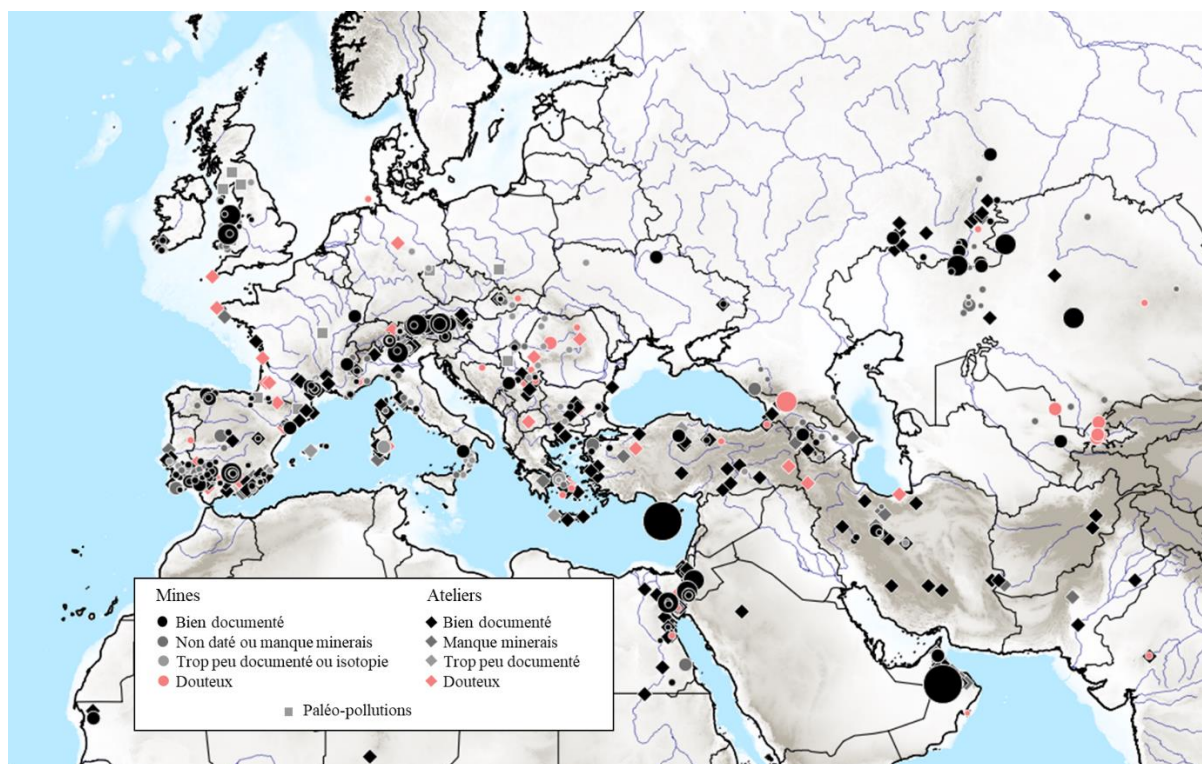 Mines
Bien documenté
Non daté ou manque minerais
Trop peu documenté ou isotopie
Douteux
Ateliers
Bien documenté
Manque minerais
Trop peu documenté
Douteux
Paléo-pollutions